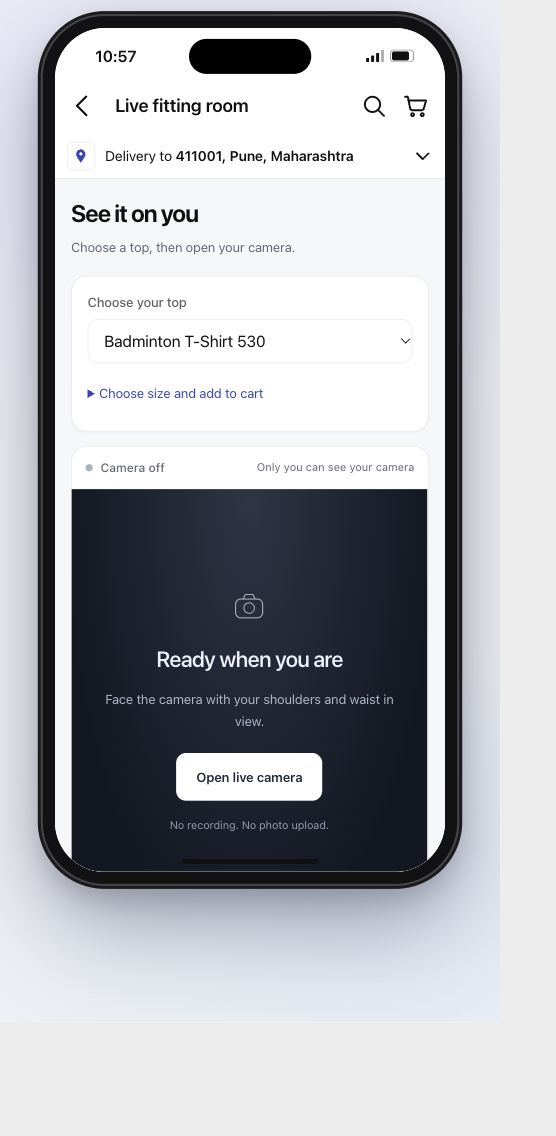 10:57
Live fitting room
Delivery to 411001, Pune, Maharashtra
See it on you
Choose a top, then open your camera.
Choose your top
Badminton T-Shirt 530
Choose size and add to cart
Camera off
Only you can see your camera
Ready when you are
Face the camera with your shoulders and waist in
view.
Open live camera
No recording. No photo upload.